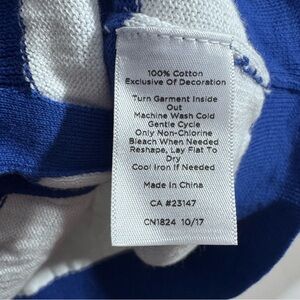 100% Cotton
Exclusive Of Decoration
Turn Garment Inside
Out
Machine Wash Cold
Gentle Cycle
Only Non-Chlorine
Bleach When Needed
Reshape, Lay Flat To
Dry
Cool Iron If Needed
Made In China
CA #23147
CN1824 10/17